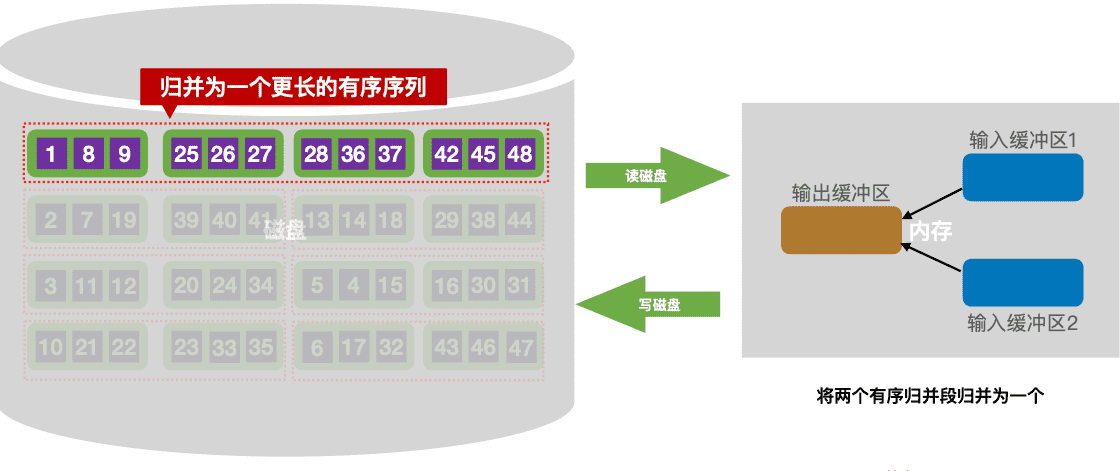 归并为一个更长的有序序列
1 8 9 25 26 27 28 36 37 42 45 48
2 7 19 39 40 41 13 14 18 29 38 44
磁盘
3 11 12 20 24 34 5 4 15 16 30 31
10 21 22 23 33 35 6 17 32 43 46 47
读磁盘
写磁盘
输入缓冲区1
输出缓冲区
内存
输入缓冲区2
将两个有序归并段归并为一个